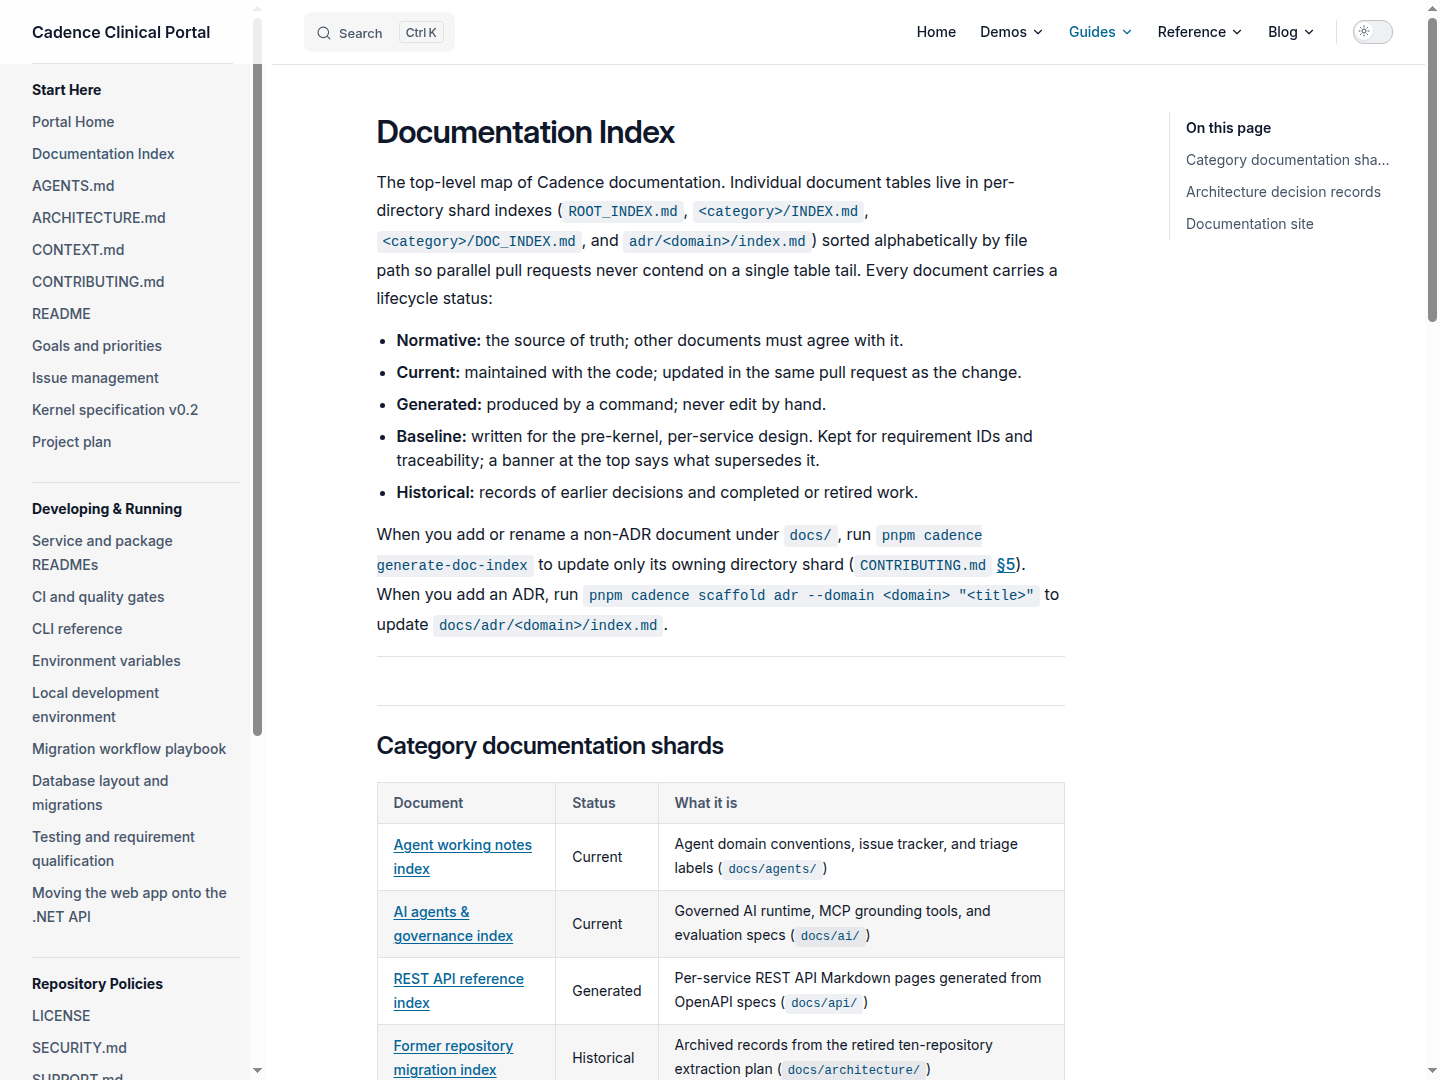 Cadence Clinical Portal
Search
Ctrl K
Home
Demos
Guides
Reference
Blog
Start Here
Portal Home
Documentation Index
AGENTS.md
ARCHITECTURE.md
CONTEXT.md
CONTRIBUTING.md
README
Goals and priorities
Issue management
Kernel specification v0.2
Project plan
Developing & Running
Service and package
READMEs
CI and quality gates
CLI reference
Environment variables
Local development
environment
Migration workflow playbook
Database layout and
migrations
Testing and requirement
qualification
Moving the web app onto the
.NET API
Repository Policies
LICENSE
SECURITY.md
SUPPORT.md
Documentation Index
The top-level map of Cadence documentation. Individual document tables live in per-
directory shard indexes ( ROOT_INDEX.md , <category>/INDEX.md ,
<category>/DOC_INDEX.md , and adr/<domain>/index.md ) sorted alphabetically by file
path so parallel pull requests never contend on a single table tail. Every document carries a
lifecycle status:
• Normative: the source of truth; other documents must agree with it.
• Current: maintained with the code; updated in the same pull request as the change.
• Generated: produced by a command; never edit by hand.
• Baseline: written for the pre-kernel, per-service design. Kept for requirement IDs and
traceability; a banner at the top says what supersedes it.
• Historical: records of earlier decisions and completed or retired work.
When you add or rename a non-ADR document under docs/ , run pnpm cadence
generate-doc-index to update only its owning directory shard ( CONTRIBUTING.md §5).
When you add an ADR, run pnpm cadence scaffold adr --domain <domain> "<title>" to
update docs/adr/<domain>/index.md .
Category documentation shards
Document
Status
What it is
Agent working notes
index
Current
Agent domain conventions, issue tracker, and triage
labels ( docs/agents/ )
AI agents &
governance index
Current
Governed AI runtime, MCP grounding tools, and
evaluation specs ( docs/ai/ )
REST API reference
index
Generated
Per-service REST API Markdown pages generated from
OpenAPI specs ( docs/api/ )
Former repository
migration index
Historical
Archived records from the retired ten-repository
extraction plan ( docs/architecture/ )
On this page
Category documentation sha...
Architecture decision records
Documentation site